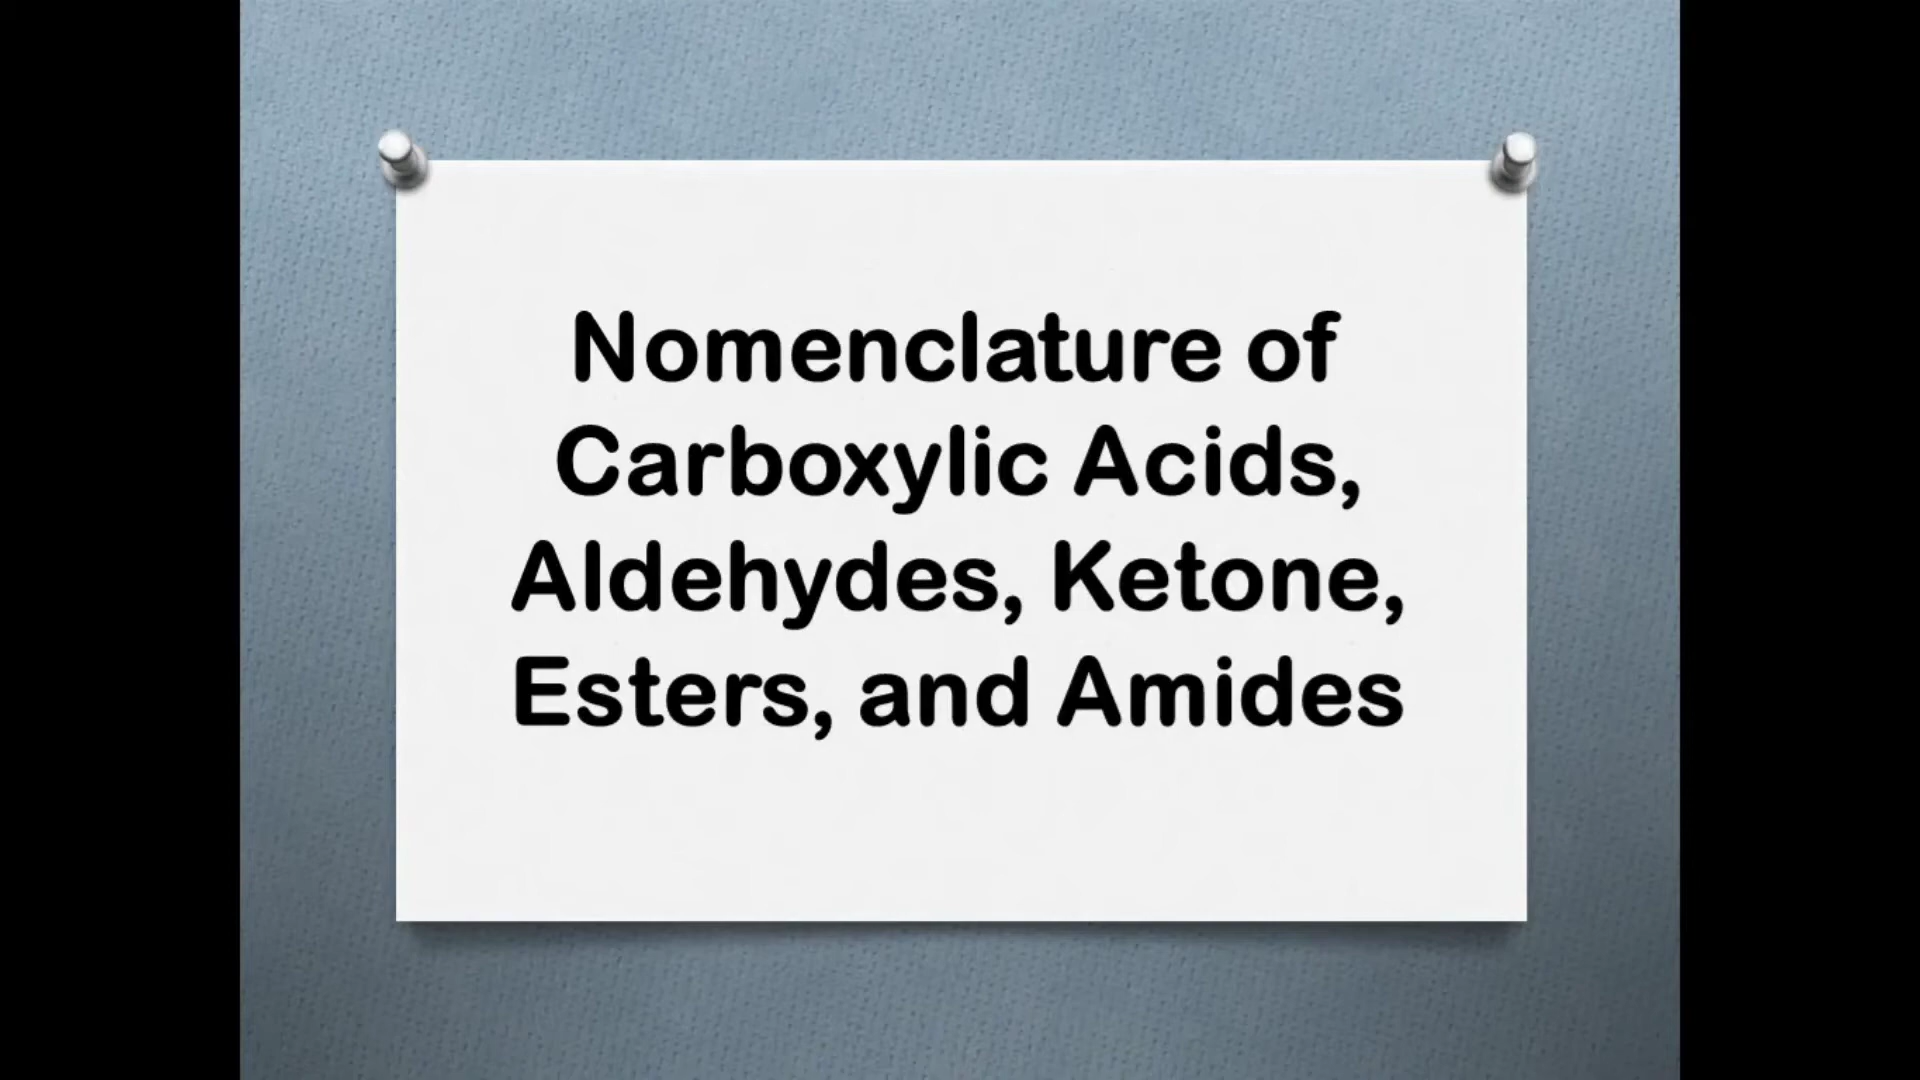 Nomenclature of
Carboxylic Acids,
Aldehydes, Ketone,
Esters, and Amides